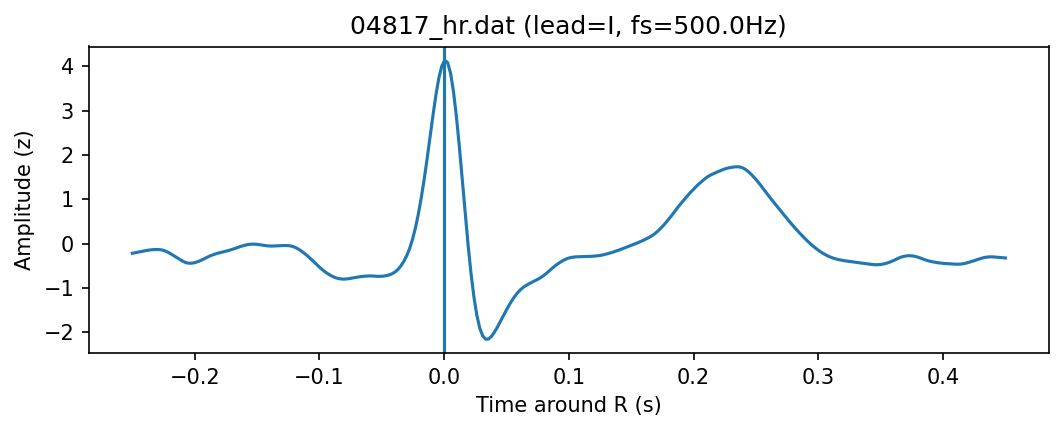 04817_hr.dat (lead=I, fs=500.0Hz)
Amplitude (z)
4
3
2
1
0
−1
−2
−0.2 −0.1 0.0 0.1 0.2 0.3 0.4
Time around R (s)